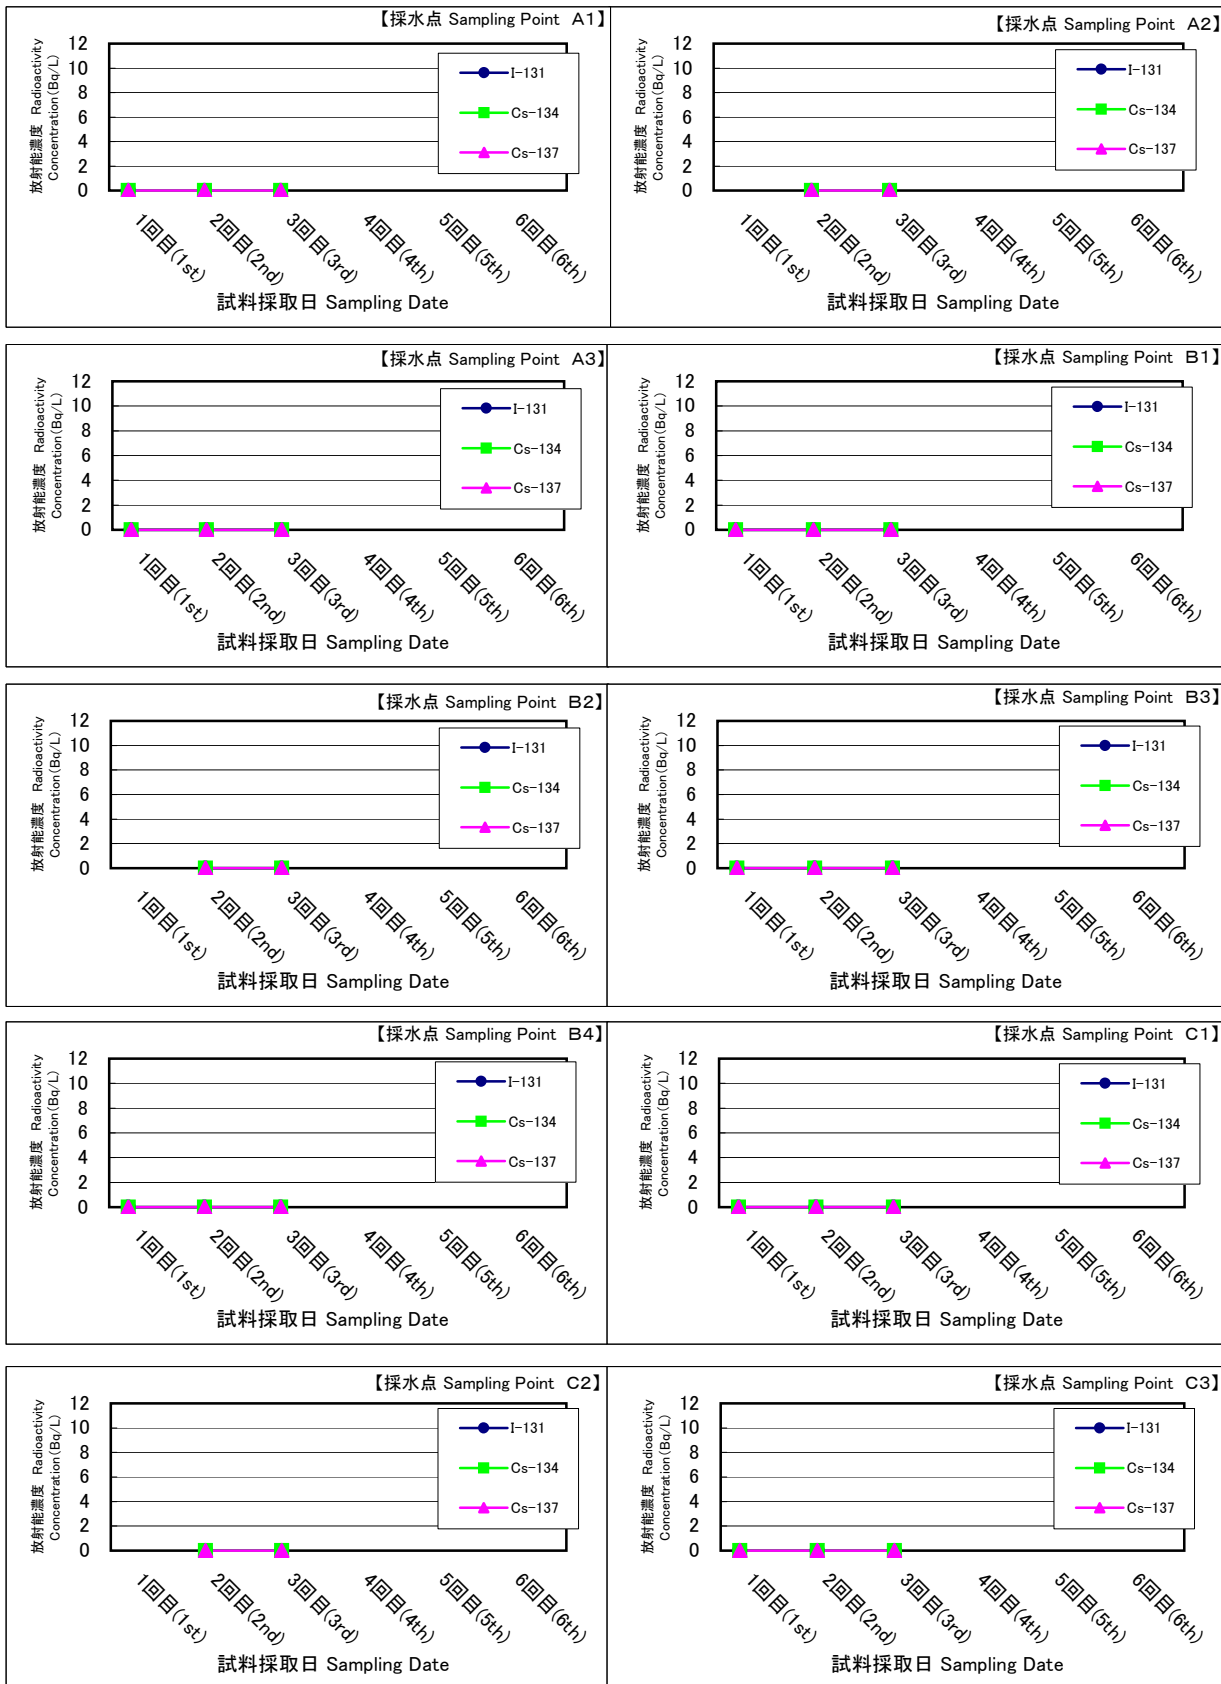 【採水点 Sampling Point A1】
放射能濃度 Radioactivity
Concentration(Bq/L)
12
10
8
6
4
2
0
I-131
Cs-134
Cs-137
1回目(1st)
2回目(2nd)
3回目(3rd)
4回目(4th)
5回目(5th)
6回目(6th)
試料採取日 Sampling Date
【採水点 Sampling Point A2】
放射能濃度 Radioactivity
Concentration(Bq/L)
12
10
8
6
4
2
0
I-131
Cs-134
Cs-137
1回目(1st)
2回目(2nd)
3回目(3rd)
4回目(4th)
5回目(5th)
6回目(6th)
試料採取日 Sampling Date
【採水点 Sampling Point A3】
放射能濃度 Radioactivity
Concentration(Bq/L)
12
10
8
6
4
2
0
I-131
Cs-134
Cs-137
1回目(1st)
2回目(2nd)
3回目(3rd)
4回目(4th)
5回目(5th)
6回目(6th)
試料採取日 Sampling Date
【採水点 Sampling Point B1】
放射能濃度 Radioactivity
Concentration(Bq/L)
12
10
8
6
4
2
0
I-131
Cs-134
Cs-137
1回目(1st)
2回目(2nd)
3回目(3rd)
4回目(4th)
5回目(5th)
6回目(6th)
試料採取日 Sampling Date
【採水点 Sampling Point B2】
放射能濃度 Radioactivity
Concentration(Bq/L)
12
10
8
6
4
2
0
I-131
Cs-134
Cs-137
1回目(1st)
2回目(2nd)
3回目(3rd)
4回目(4th)
5回目(5th)
6回目(6th)
試料採取日 Sampling Date
【採水点 Sampling Point B3】
放射能濃度 Radioactivity
Concentration(Bq/L)
12
10
8
6
4
2
0
I-131
Cs-134
Cs-137
1回目(1st)
2回目(2nd)
3回目(3rd)
4回目(4th)
5回目(5th)
6回目(6th)
試料採取日 Sampling Date
【採水点 Sampling Point B4】
放射能濃度 Radioactivity
Concentration(Bq/L)
12
10
8
6
4
2
0
I-131
Cs-134
Cs-137
1回目(1st)
2回目(2nd)
3回目(3rd)
4回目(4th)
5回目(5th)
6回目(6th)
試料採取日 Sampling Date
【採水点 Sampling Point C1】
放射能濃度 Radioactivity
Concentration(Bq/L)
12
10
8
6
4
2
0
I-131
Cs-134
Cs-137
1回目(1st)
2回目(2nd)
3回目(3rd)
4回目(4th)
5回目(5th)
6回目(6th)
試料採取日 Sampling Date
【採水点 Sampling Point C2】
放射能濃度 Radioactivity
Concentration(Bq/L)
12
10
8
6
4
2
0
I-131
Cs-134
Cs-137
1回目(1st)
2回目(2nd)
3回目(3rd)
4回目(4th)
5回目(5th)
6回目(6th)
試料採取日 Sampling Date
【採水点 Sampling Point C3】
放射能濃度 Radioactivity
Concentration(Bq/L)
12
10
8
6
4
2
0
I-131
Cs-134
Cs-137
1回目(1st)
2回目(2nd)
3回目(3rd)
4回目(4th)
5回目(5th)
6回目(6th)
試料採取日 Sampling Date